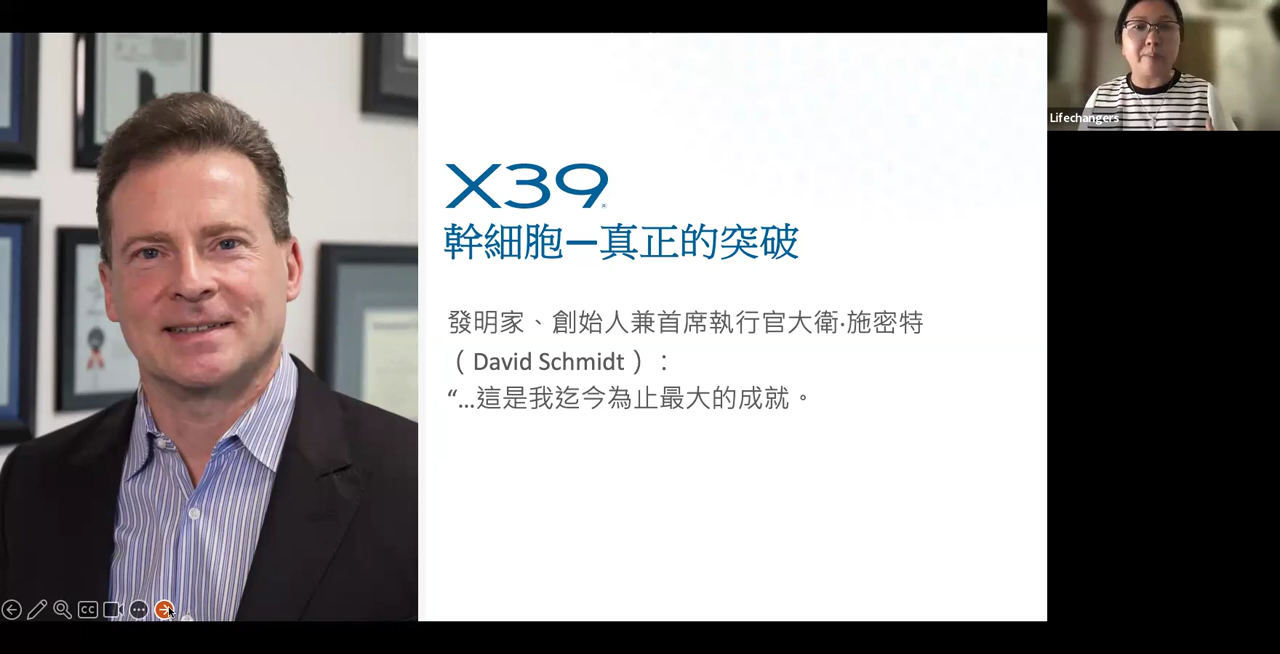 X39®
幹細胞—真正的突破
發明家、創始人兼首席執行官大衛·施密特
（David Schmidt）：
“…這是我迄今為止最大的成就。
Lifechangers
CC